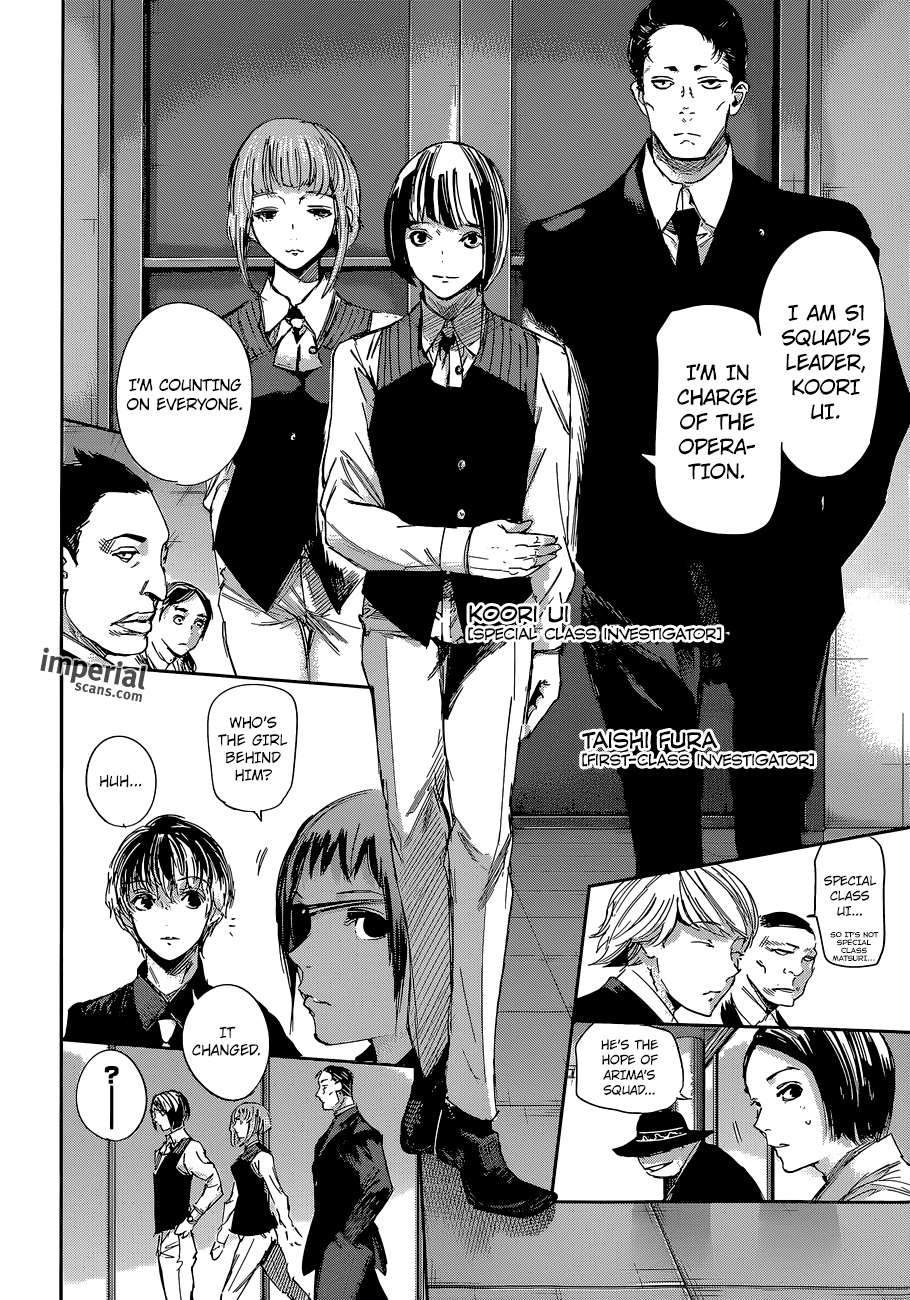 I AM S1
SQUAD'S
LEADER,
KOORI
UI.
I'M IN
CHARGE
OF THE
OPERA-
TION.
I'M COUNTING
ON EVERYONE.
KOORI UI
[SPECIAL CLASS INVESTIGATOR]
TAISHI FURA
[FIRST-CLASS INVESTIGATOR]
imperial
scans.com
SPECIAL
CLASS
UI...
SO IT'S NOT
SPECIAL
CLASS
MATSURI...
HE'S THE
HOPE OF
ARIMA'S
SQUAD...
WHO'S
THE GIRL
BEHIND
HIM?
HUH...
IT
CHANGED.
?